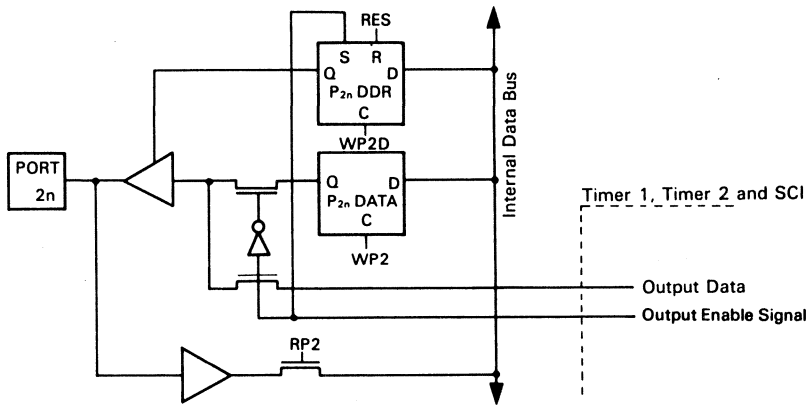 RES
S R
Q D
P2n DDR
C
WP2D
PORT
2n
Q D
P2n DATA
C
WP2
Internal Data Bus
Timer 1, Timer 2 and SCI
Output Data
Output Enable Signal
RP2